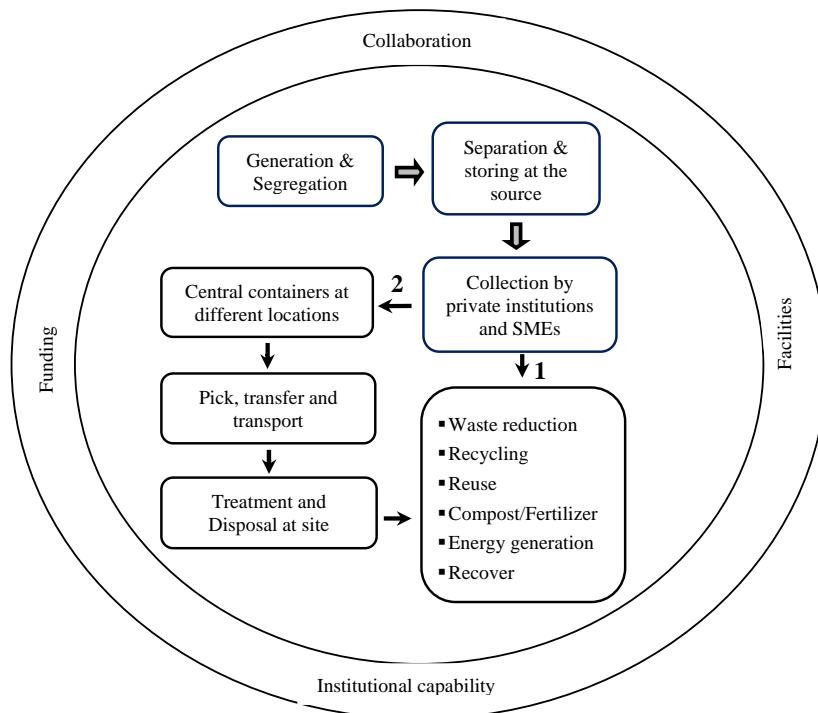 Collaboration
Generation &
Segregation
Separation &
storing at the
source
Central containers at
different locations
2
Collection by
private institutions
and SMEs
Funding
Facilities
1
Pick, transfer and
transport
▪ Waste reduction
▪ Recycling
▪ Reuse
▪ Compost/Fertilizer
▪ Energy generation
▪ Recover
Treatment and
Disposal at site
Institutional capability